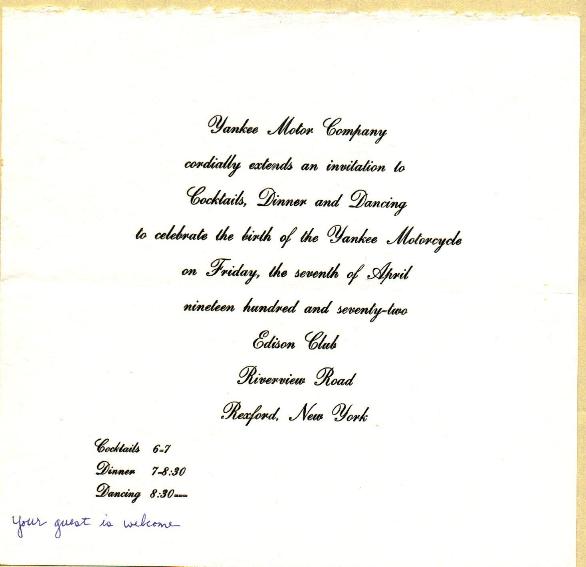 Yankee Motor Company
cordially extends an invitation to
Cocktails, Dinner and Dancing
to celebrate the birth of the Yankee Motorcycle
on Friday, the seventh of April
nineteen hundred and seventy-two
Edison Club
Riverview Road
Rexford, New York
Cocktails 6-7
Dinner 7-8:30
Dancing 8:30—
Your guest is welcome